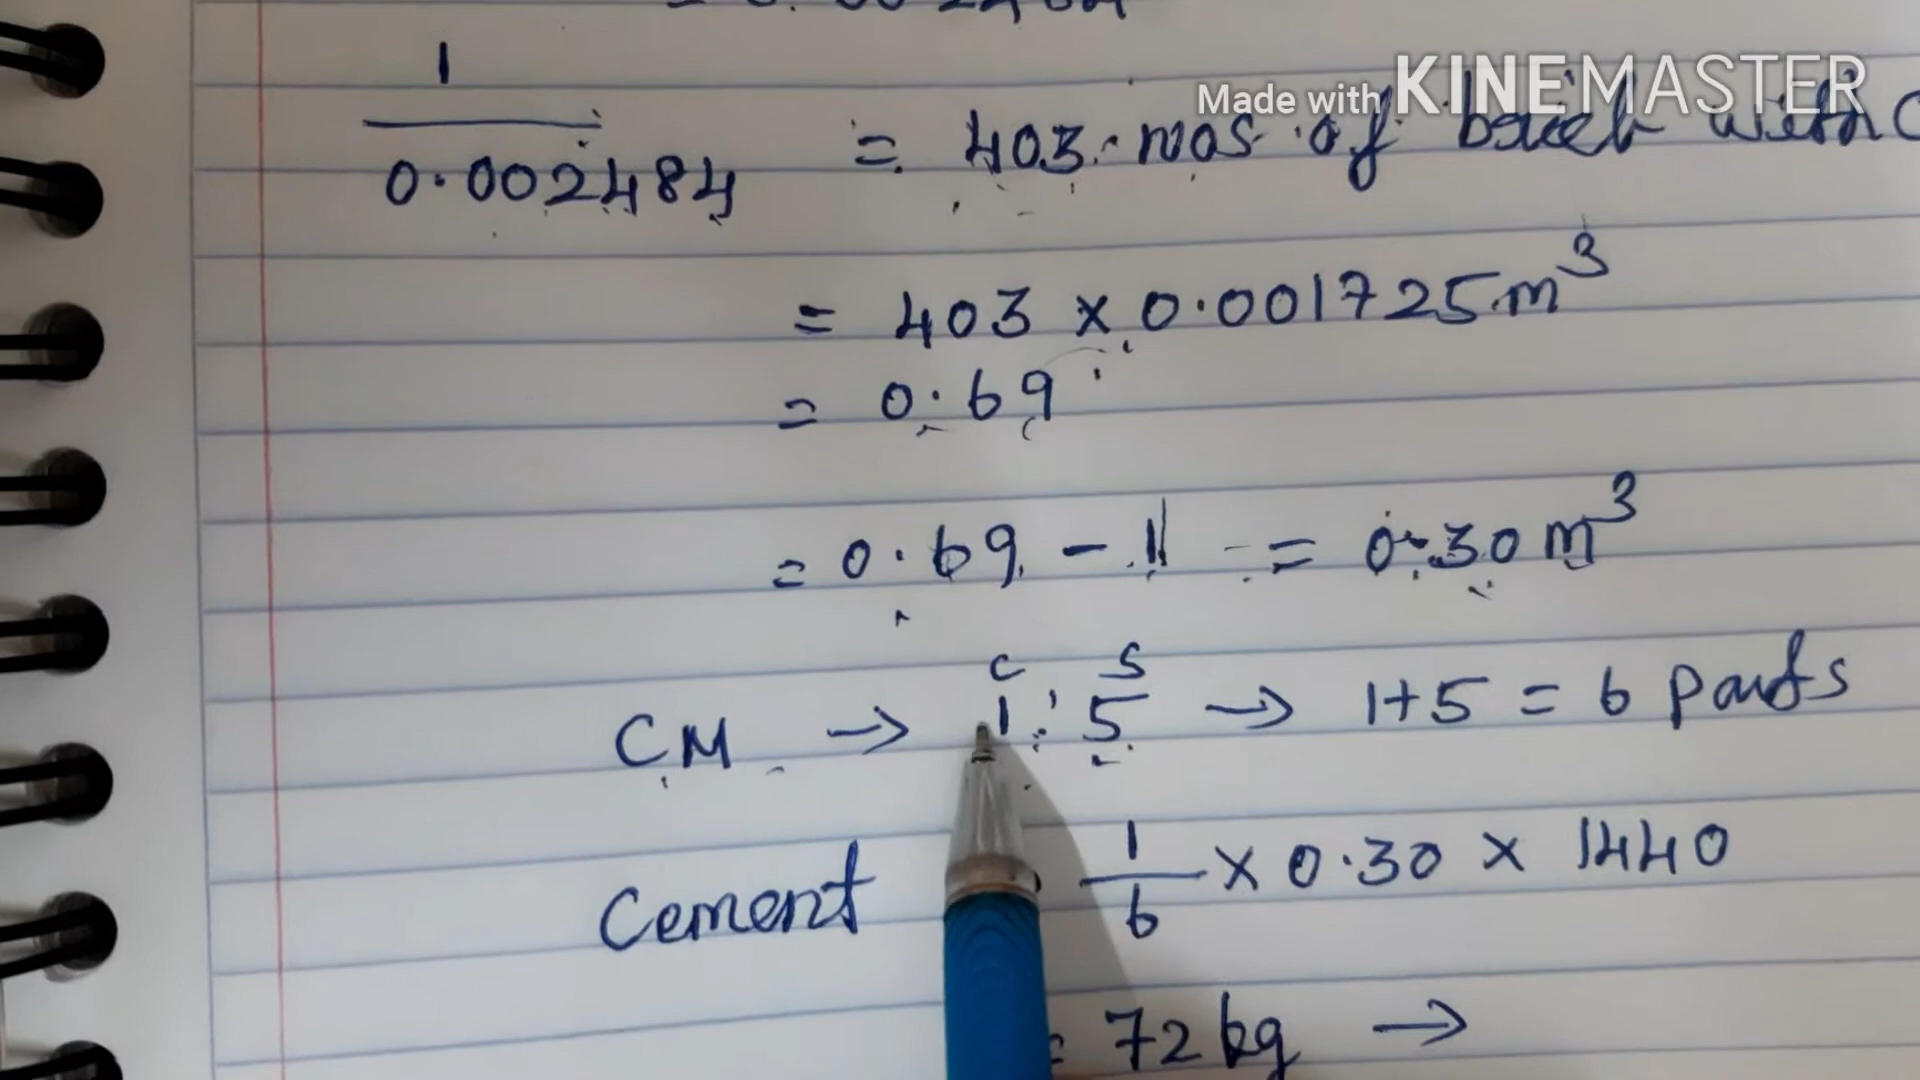 Made with KINEMASTER
1
0.002484 = 403 nos of brick with
= 403 x 0.001725 m³
= 0.69
= 0.69 - 1 = 0.30 m³
C S
CM → 1:5 → 1+5 = 6 parts
Cement 1/6 x 0.30 x 1440
= 72 kg →